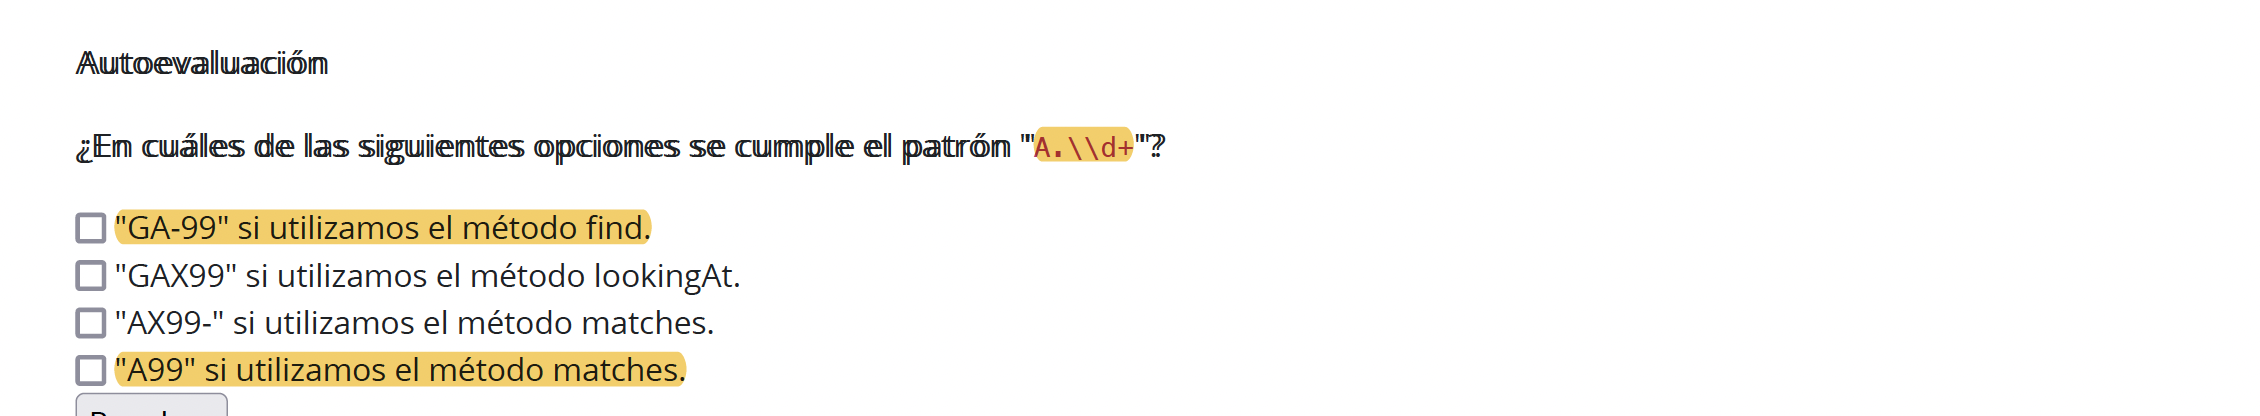 Autoevaluación
¿En cuáles de las siguientes opciones se cumple el patrón "A.\\d+"?
"GA-99" si utilizamos el método find.
"GAX99" si utilizamos el método lookingAt.
"AX99-" si utilizamos el método matches.
"A99" si utilizamos el método matches.